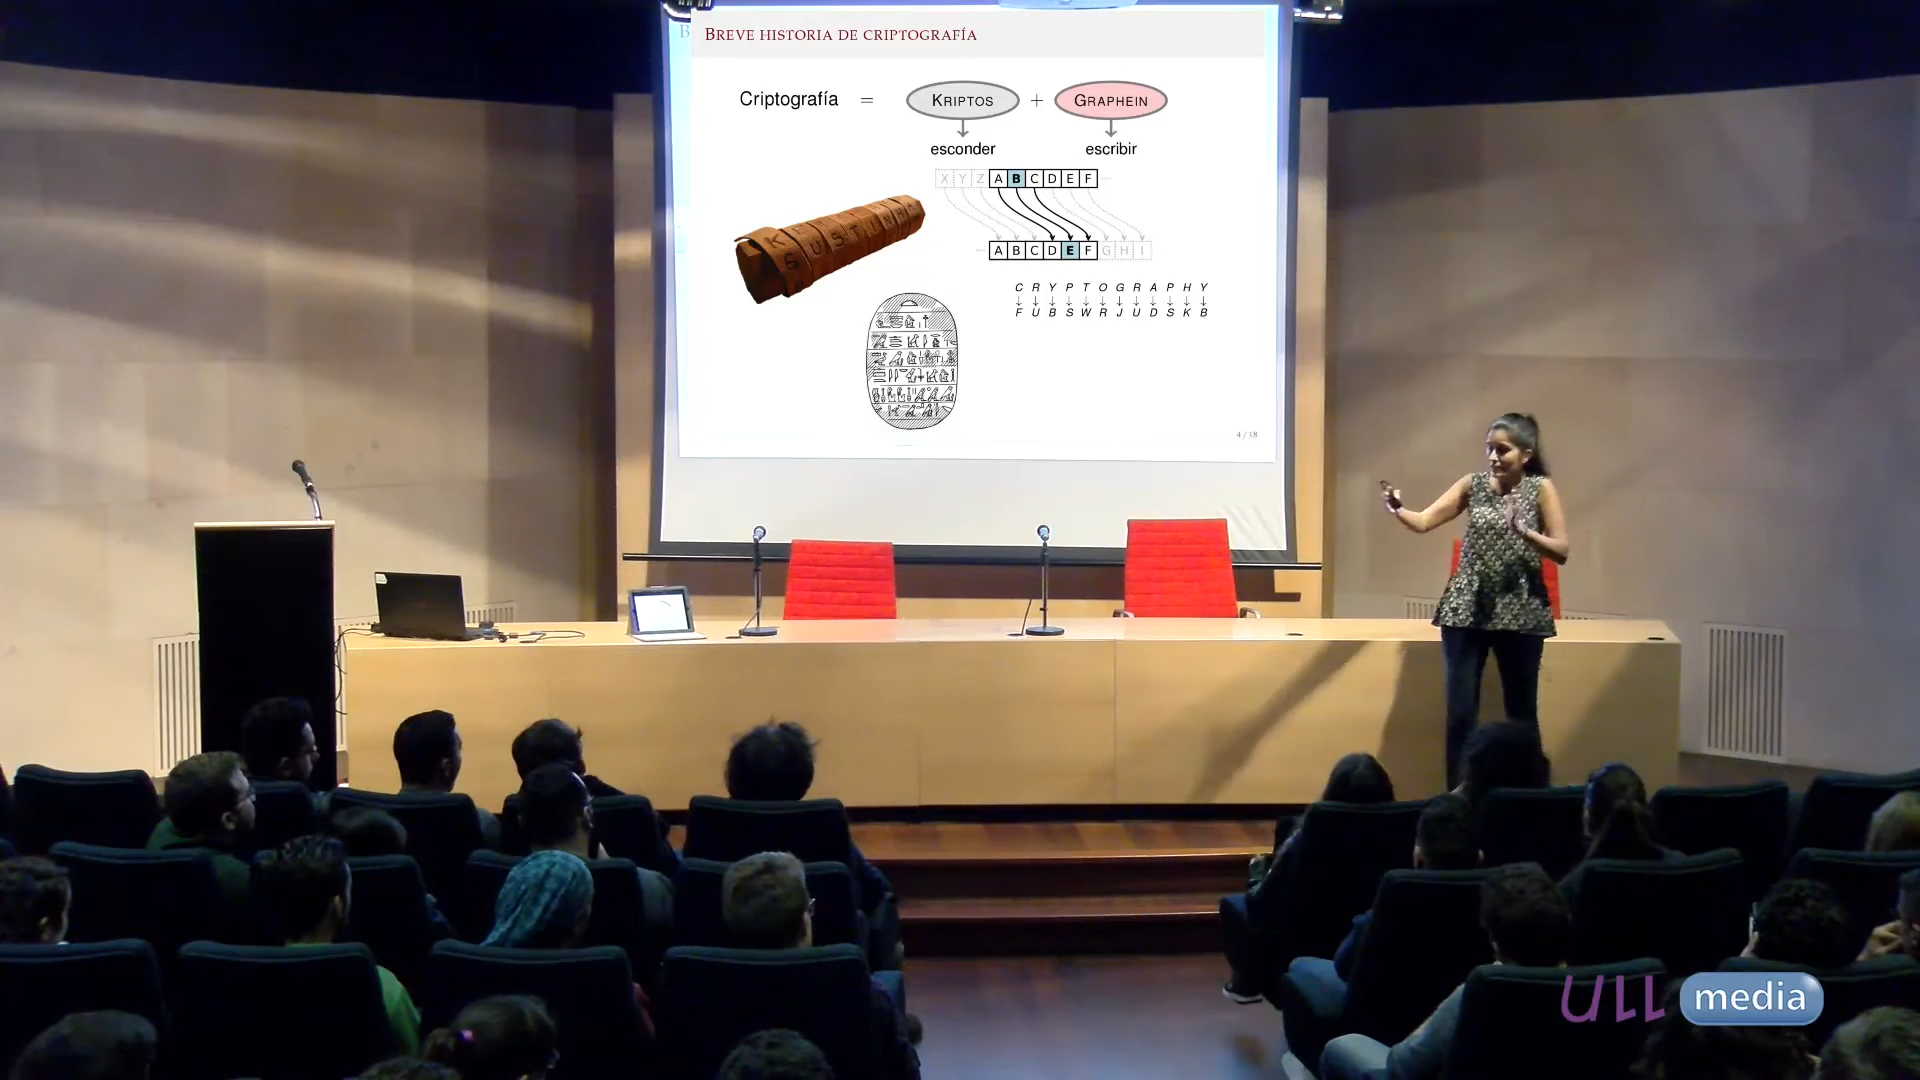 BREVE HISTORIA DE CRIPTOGRAFÍA
Criptografía = KRIPTOS + GRAPHEIN
esconder escribir
X Y Z A B C D E F
A B C D E F G H I
C R Y P T O G R A P H Y
F U B S W R J U D S K B
4 / 18
ULL media